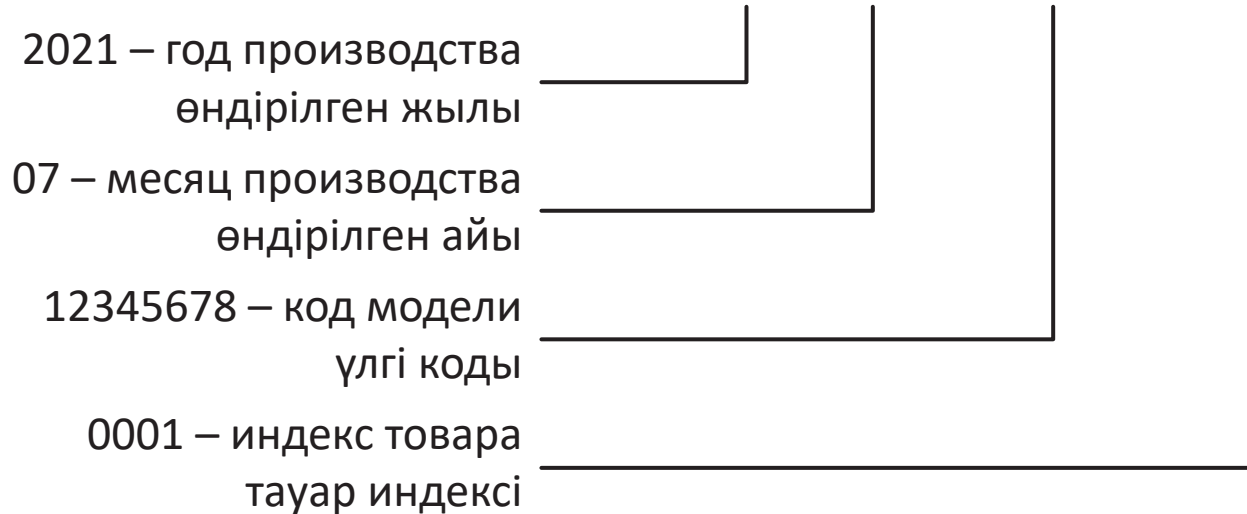 2021 – год производства
өндірілген жылы
07 – месяц производства
өндірілген айы
12345678 – код модели
үлгі коды
0001 – индекс товара
тауар индексі